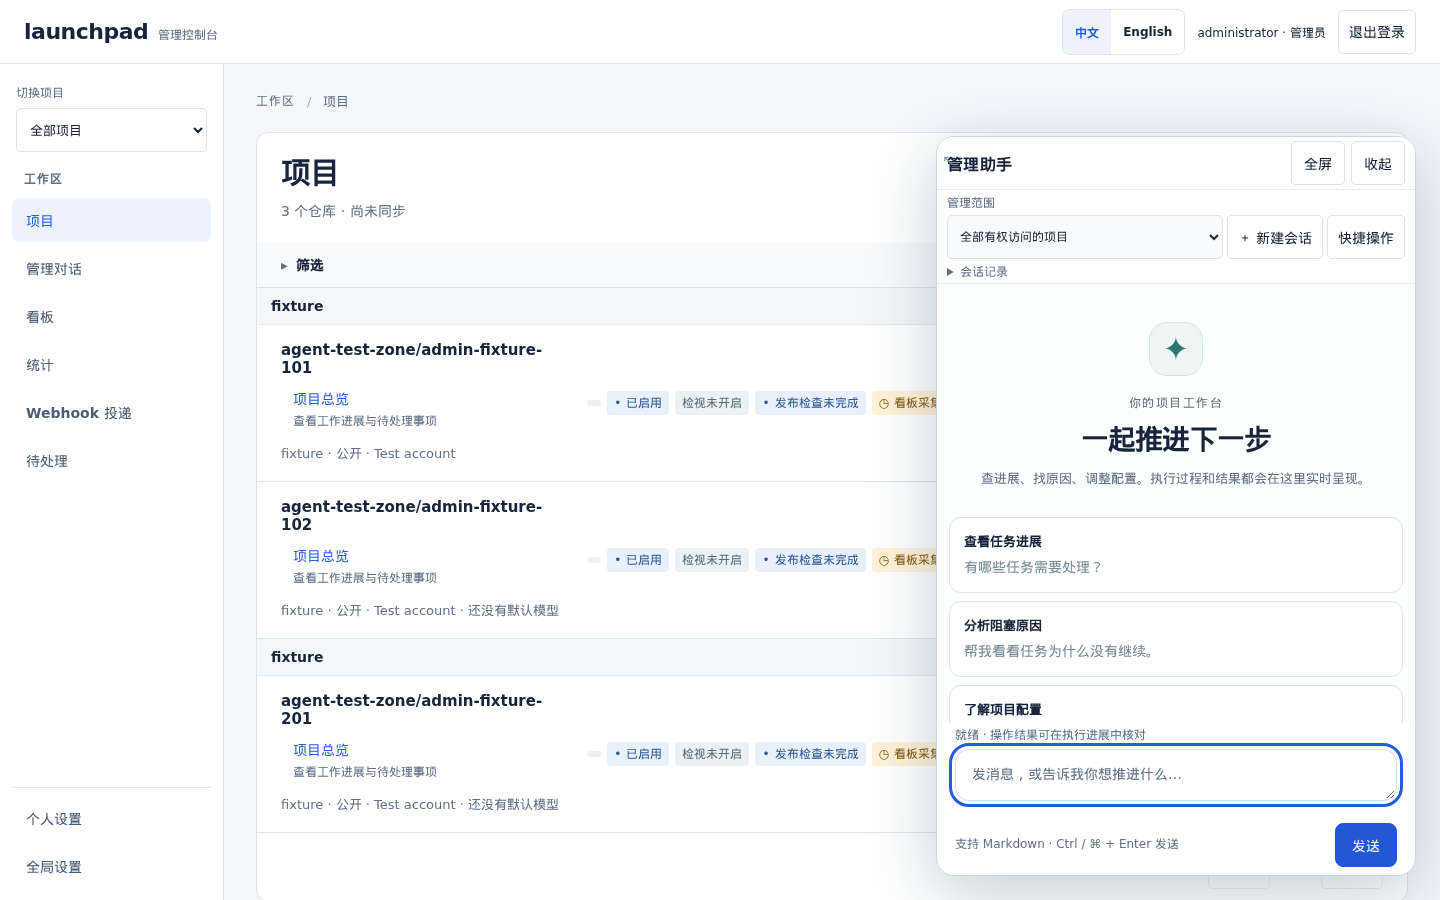 launchpad 管理控制台
中文 English administrator · 管理员 退出登录
切换项目
全部项目
工作区
项目
管理对话
看板
统计
Webhook 投递
待处理
个人设置
全局设置
工作区 / 项目
项目
3 个仓库 · 尚未同步
▸ 筛选
fixture
agent-test-zone/admin-fixture-
101
项目总览
查看工作进展与待处理事项
• 已启用 检视未开启 • 发布检查未完成 ◷ 看板采
fixture · 公开 · Test account
agent-test-zone/admin-fixture-
102
项目总览
查看工作进展与待处理事项
• 已启用 检视未开启 • 发布检查未完成 ◷ 看板采
fixture · 公开 · Test account · 还没有默认模型
fixture
agent-test-zone/admin-fixture-
201
项目总览
查看工作进展与待处理事项
• 已启用 检视未开启 • 发布检查未完成 ◷ 看板采
fixture · 公开 · Test account · 还没有默认模型
管理助手 全屏 收起
管理范围
全部有权访问的项目 + 新建会话 快捷操作
▶ 会话记录
你的项目工作台
一起推进下一步
查进展、找原因、调整配置。执行过程和结果都会在这里实时呈现。
查看任务进展
有哪些任务需要处理？
分析阻塞原因
帮我看看任务为什么没有继续。
了解项目配置
就绪 · 操作结果可在执行进展中核对
发消息，或告诉我你想推进什么…
支持 Markdown · Ctrl / ⌘ + Enter 发送 发送